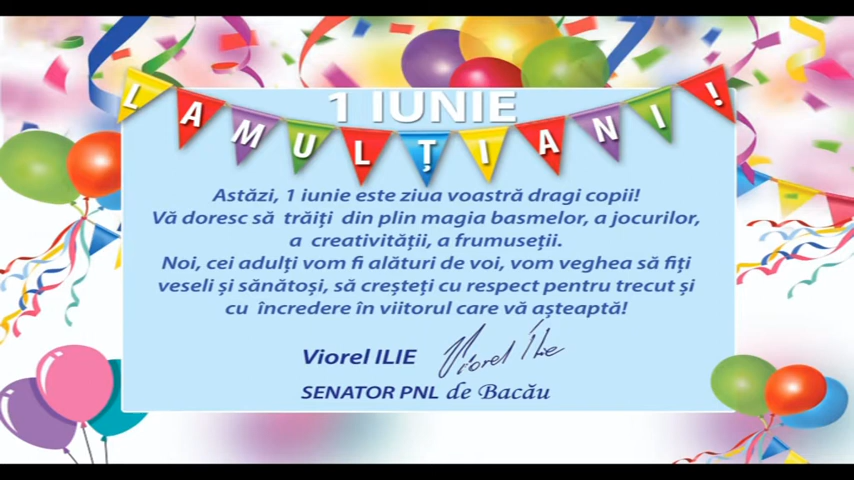 1 IUNIE
LA MULȚI ANI !
Astăzi, 1 iunie este ziua voastră dragi copii!
Vă doresc să trăiți din plin magia basmelor, a jocurilor,
a creativității, a frumuseții.
Noi, cei adulți vom fi alături de voi, vom veghea să fiți
veseli și sănătoși, să creșteți cu respect pentru trecut și
cu încredere în viitorul care vă așteaptă!
Viorel ILIE Viorel Ilie
SENATOR PNL de Bacău